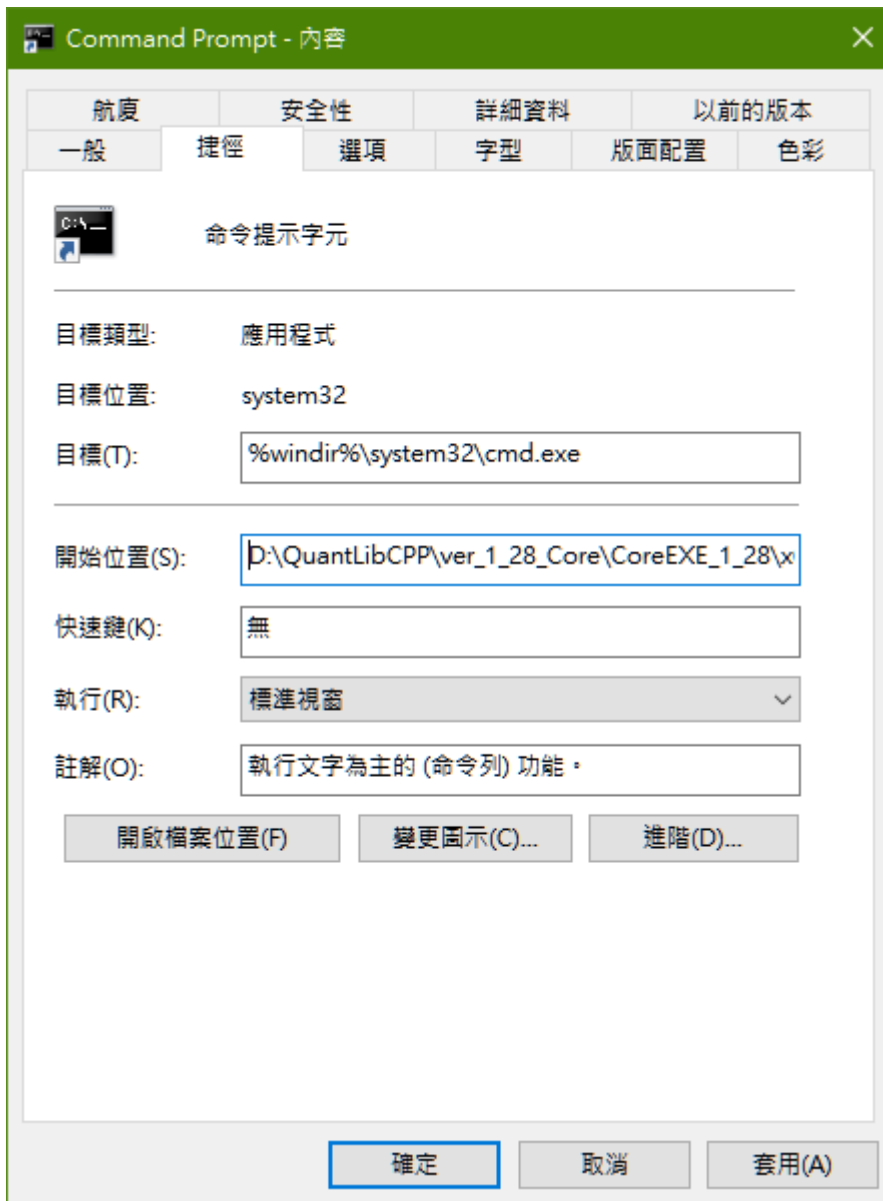 Command Prompt - 內容
航廈 安全性 詳細資料 以前的版本
一般 捷徑 選項 字型 版面配置 色彩
命令提示字元
目標類型: 應用程式
目標位置: system32
目標(T): %windir%\system32\cmd.exe
開始位置(S): D:\QuantLibCPP\ver_1_28_Core\CoreEXE_1_28\x
快速鍵(K): 無
執行(R): 標準視窗
註解(O): 執行文字為主的 (命令列) 功能。
開啟檔案位置(F) 變更圖示(C)... 進階(D)...
確定 取消 套用(A)